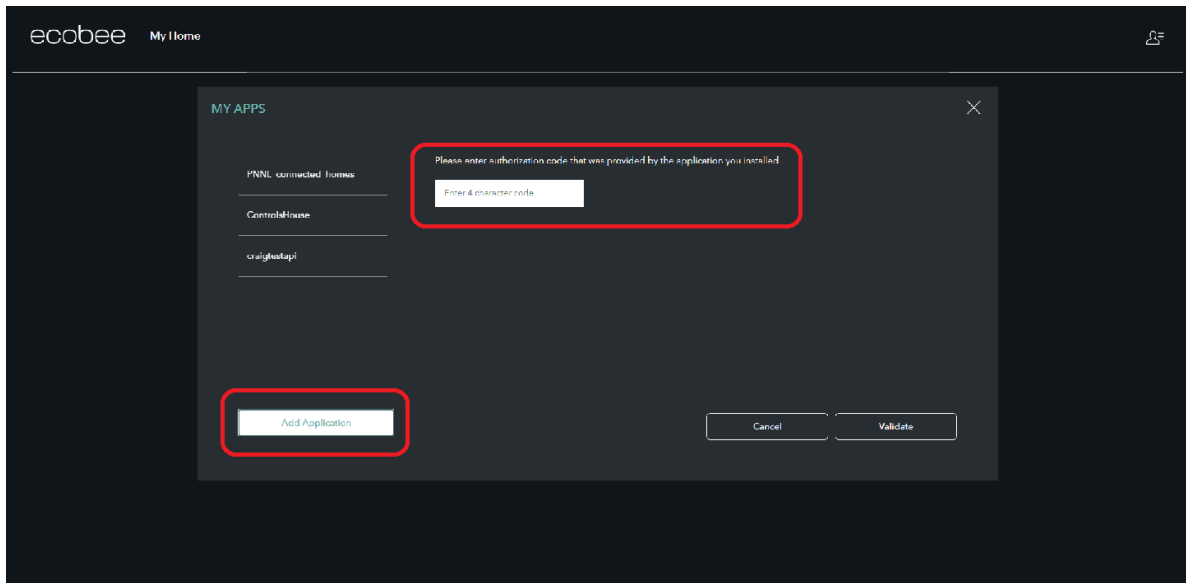 ecobee My Home
MY APPS
Please enter authorization code that was provided by the application you installed
Enter 4 character code
PNNL connected homes
ControlsHouse
craigtestapi
Add Application
Cancel
Validate